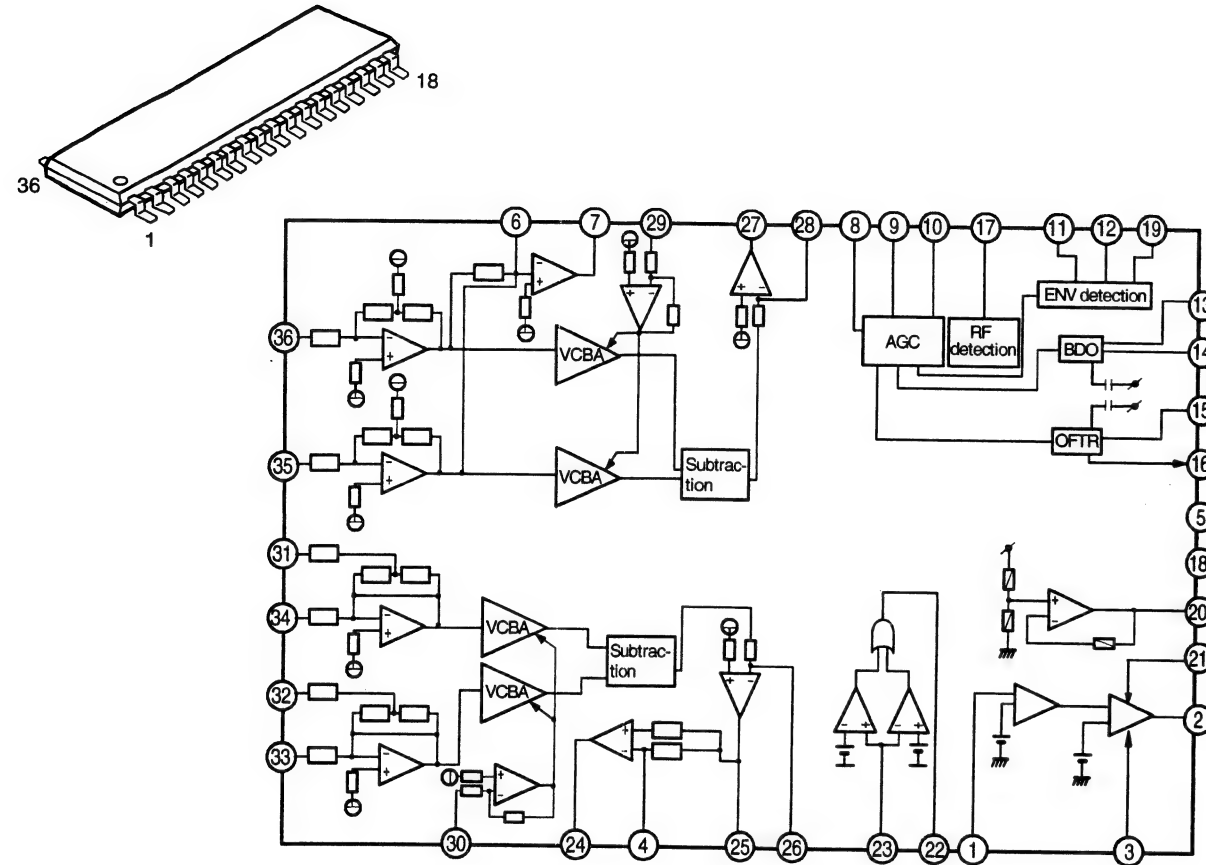 18
36
1
6
7
29
27
28
8
9
10
17
11
12
19
ENV detection
13
36
VCBA
AGC
RF
detection
BDO
14
15
35
VCBA
Subtrac-
tion
OFTR
16
5
31
18
34
VCBA
Subtrac-
tion
20
21
32
VCBA
2
33
30
24
4
25
26
23
22
1
3